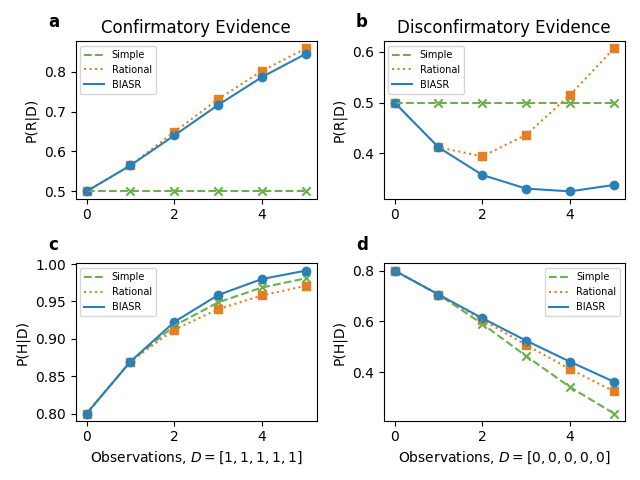 a
Confirmatory Evidence
P(R|D)
0.8
0.7
0.6
0.5
0
2
4
Simple
Rational
BIASR
b
Disconfirmatory Evidence
P(R|D)
0.6
0.5
0.4
0
2
4
Simple
Rational
BIASR
c
P(H|D)
1.00
0.95
0.90
0.85
0.80
0
2
4
Simple
Rational
BIASR
Observations, D = [1, 1, 1, 1, 1]
d
P(H|D)
0.8
0.6
0.4
0
2
4
Simple
Rational
BIASR
Observations, D = [0, 0, 0, 0, 0]